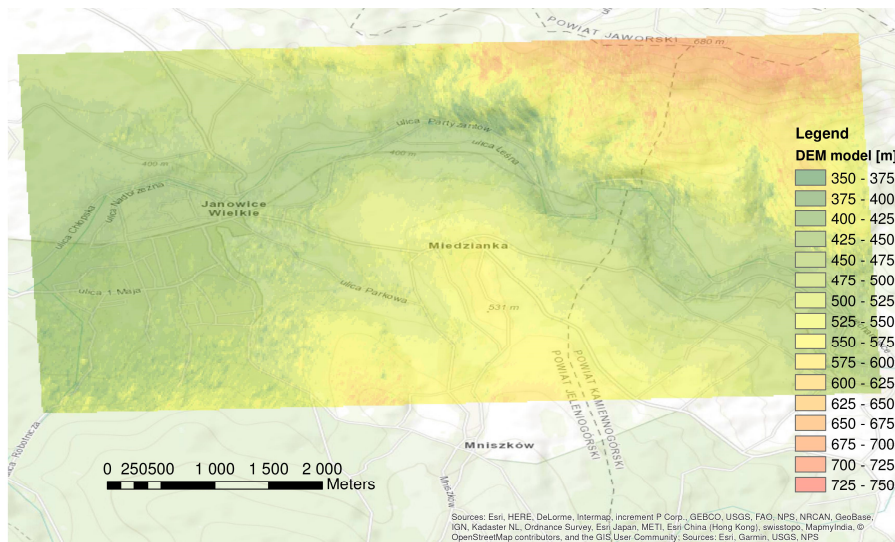 POWIAT JAWORSKI
680 m
ulica Partyzantów
ulica Leśna
400 m
400 m
ulica Nadbrzeżna
ulica Chłopska
Janowice
Wielkie
Miedzianka
ulica 1 Maja
ulica Parkowa
531 m
POWIAT KAMIENNOGÓRSKI
POWIAT JELENIOGÓRSKI
Mniszków
Mniszków
Robotnicza
Legend
DEM model [m]
350 - 375
375 - 400
400 - 425
425 - 450
450 - 475
475 - 500
500 - 525
525 - 550
550 - 575
575 - 600
600 - 625
625 - 650
650 - 675
675 - 700
700 - 725
725 - 750
0 250500 1 000 1 500 2 000
Meters
Sources: Esri, HERE, DeLorme, Intermap, increment P Corp., GEBCO, USGS, FAO, NPS, NRCAN, GeoBase,
IGN, Kadaster NL, Ordnance Survey, Esri Japan, METI, Esri China (Hong Kong), swisstopo, MapmyIndia, ©
OpenStreetMap contributors, and the GIS User Community; Sources: Esri, Garmin, USGS, NPS